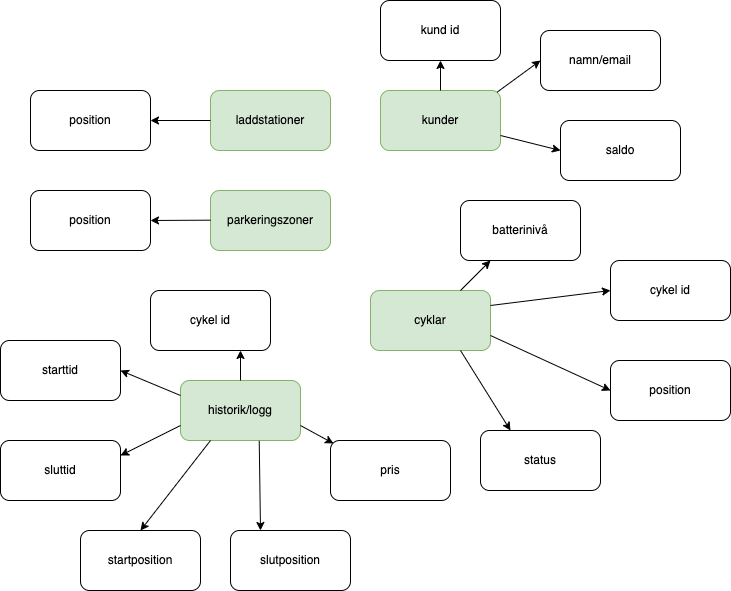 kund id
namn/email
position
laddstationer
kunder
saldo
position
parkeringszoner
batterinivå
cykel id
cykel id
cyklar
starttid
historik/logg
position
sluttid
pris
status
startposition
slutposition